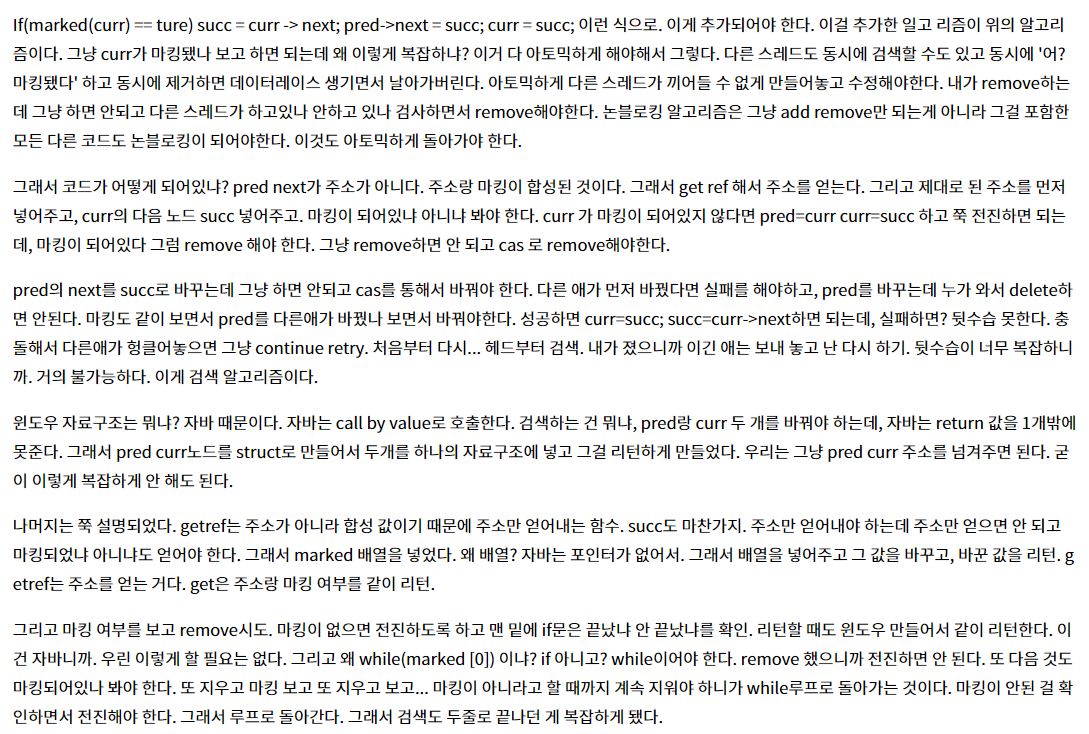 If(marked(curr) == ture) succ = curr -> next; pred->next = succ; curr = succ; 이런 식으로. 이게 추가되어야 한다. 이걸 추가한 일고 리즘이 위의 알고리
즘이다. 그냥 curr가 마킹됐나 보고 하면 되는데 왜 이렇게 복잡하냐? 이거 다 아토믹하게 해야해서 그렇다. 다른 스레드도 동시에 검색할 수도 있고 동시에 '어?
마킹됐다' 하고 동시에 제거하면 데이터레이스 생기면서 날아가버린다. 아토믹하게 다른 스레드가 끼어들 수 없게 만들어놓고 수정해야한다. 내가 remove하는
데 그냥 하면 안되고 다른 스레드가 하고있나 안하고 있나 검사하면서 remove해야한다. 논블로킹 알고리즘은 그냥 add remove만 되는게 아니라 그걸 포함한
모든 다른 코드도 논블로킹이 되어야한다. 이것도 아토믹하게 돌아가야 한다.
그래서 코드가 어떻게 되어있냐? pred next가 주소가 아니다. 주소랑 마킹이 합성된 것이다. 그래서 get ref 해서 주소를 얻는다. 그리고 제대로 된 주소를 먼저
넣어주고, curr의 다음 노드 succ 넣어주고. 마킹이 되어있냐 아니냐 봐야 한다. curr 가 마킹이 되어있지 않다면 pred=curr curr=succ 하고 쭉 전진하면 되는
데, 마킹이 되어있다 그럼 remove 해야 한다. 그냥 remove하면 안 되고 cas 로 remove해야한다.
pred의 next를 succ로 바꾸는데 그냥 하면 안되고 cas를 통해서 바꿔야 한다. 다른 애가 먼저 바꿨다면 실패를 해야하고, pred를 바꾸는데 누가 와서 delete하
면 안된다. 마킹도 같이 보면서 pred를 다른애가 바꿨나 보면서 바꿔야한다. 성공하면 curr=succ; succ=curr->next하면 되는데, 실패하면? 뒷수습 못한다. 충
돌해서 다른애가 헝클어놓으면 그냥 continue retry. 처음부터 다시... 헤드부터 검색. 내가 졌으니까 이긴 애는 보내 놓고 난 다시 하기. 뒷수습이 너무 복잡하니
까. 거의 불가능하다. 이게 검색 알고리즘이다.
윈도우 자료구조는 뭐냐? 자바 때문이다. 자바는 call by value로 호출한다. 검색하는 건 뭐냐, pred랑 curr 두 개를 바꿔야 하는데, 자바는 return 값을 1개밖에
못준다. 그래서 pred curr노드를 struct로 만들어서 두개를 하나의 자료구조에 넣고 그걸 리턴하게 만들었다. 우리는 그냥 pred curr 주소를 넘겨주면 된다. 굳
이 이렇게 복잡하게 안 해도 된다.
나머지는 쭉 설명되었다. getref는 주소가 아니라 합성 값이기 때문에 주소만 얻어내는 함수. succ도 마찬가지. 주소만 얻어내야 하는데 주소만 얻으면 안 되고
마킹되었냐 아니냐도 얻어야 한다. 그래서 marked 배열을 넣었다. 왜 배열? 자바는 포인터가 없어서. 그래서 배열을 넣어주고 그 값을 바꾸고, 바꾼 값을 리턴. g
etref는 주소를 얻는 거다. get은 주소랑 마킹 여부를 같이 리턴.
그리고 마킹 여부를 보고 remove시도. 마킹이 없으면 전진하도록 하고 맨 밑에 if문은 끝났냐 안 끝났냐를 확인. 리턴할 때도 윈도우 만들어서 같이 리턴한다. 이
건 자바니까. 우린 이렇게 할 필요는 없다. 그리고 왜 while(marked [0]) 이냐? if 아니고? while이어야 한다. remove 했으니까 전진하면 안 된다. 또 다음 것도
마킹되어있나 봐야 한다. 또 지우고 마킹 보고 또 지우고 보고... 마킹이 아니라고 할 때까지 계속 지워야 하니가 while루프로 돌아가는 것이다. 마킹이 안된 걸 확
인하면서 전진해야 한다. 그래서 루프로 돌아간다. 그래서 검색도 두줄로 끝나던 게 복잡하게 됐다.